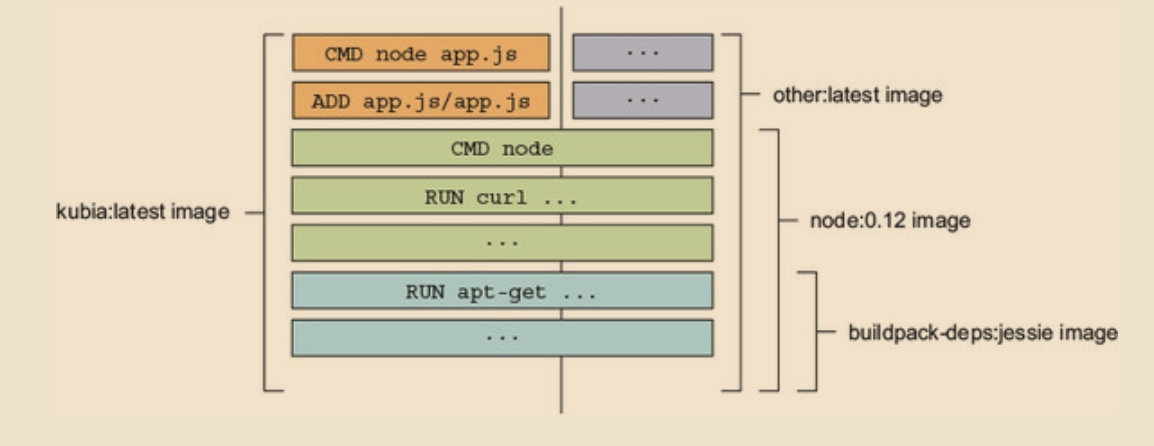 CMD node app.js
...
ADD app.js/app.js
...
other:latest image
CMD node
RUN curl ...
kubia:latest image
node:0.12 image
...
RUN apt-get ...
buildpack-deps:jessie image
...